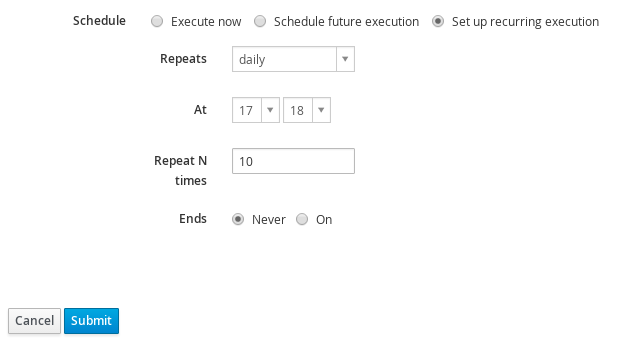 Schedule Execute now Schedule future execution Set up recurring execution
Repeats daily
At 17 18
Repeat N times 10
Ends Never On
Cancel Submit